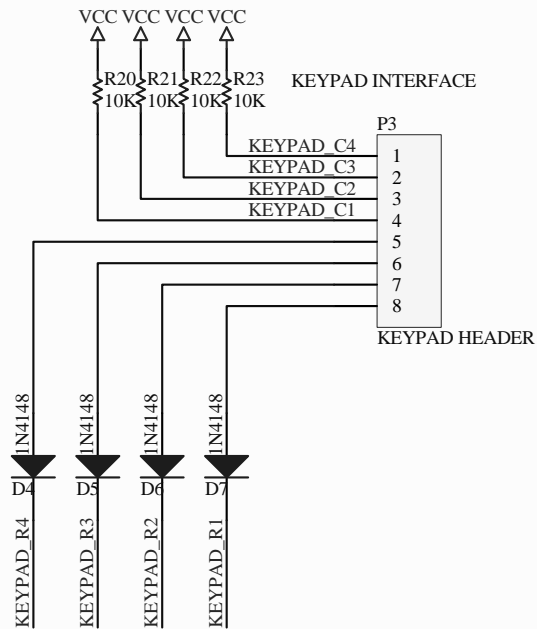 VCC VCC VCC VCC
R20 R21 R22 R23
10K 10K 10K 10K
KEYPAD INTERFACE
P3
KEYPAD_C4 1
KEYPAD_C3 2
KEYPAD_C2 3
KEYPAD_C1 4
5
6
7
8
KEYPAD HEADER
1N4148 1N4148 1N4148 1N4148
D4 D5 D6 D7
KEYPAD_R4 KEYPAD_R3 KEYPAD_R2 KEYPAD_R1